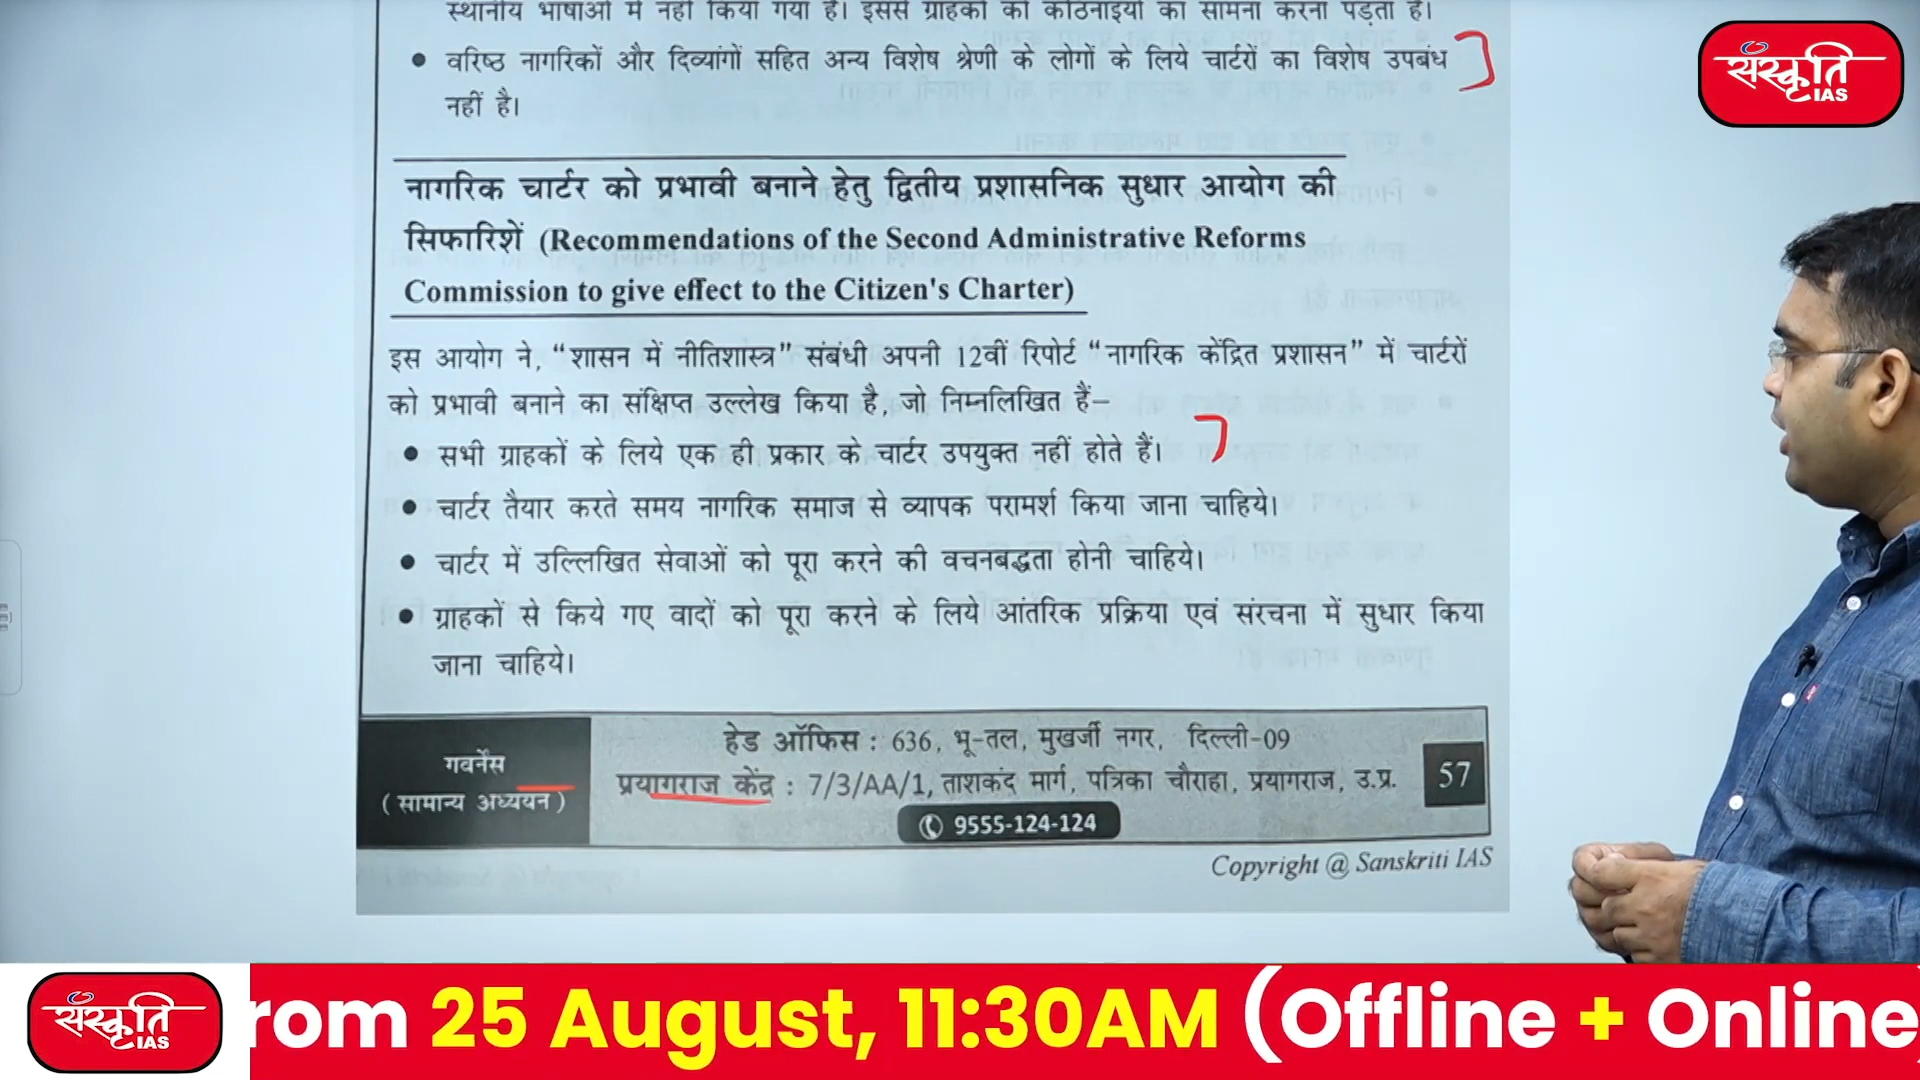 स्थानीय भाषाओं में नहीं किया गया है। इससे ग्राहकों को कठिनाइयों का सामना करना पड़ता है।
● वरिष्ठ नागरिकों और दिव्यांगों सहित अन्य विशेष श्रेणी के लोगों के लिये चार्टरों का विशेष उपबंध
नहीं है।
संस्कृति
IAS
नागरिक चार्टर को प्रभावी बनाने हेतु द्वितीय प्रशासनिक सुधार आयोग की
सिफारिशें (Recommendations of the Second Administrative Reforms
Commission to give effect to the Citizen's Charter)
इस आयोग ने, “शासन में नीतिशास्त्र” संबंधी अपनी 12वीं रिपोर्ट “नागरिक केंद्रित प्रशासन” में चार्टरों
को प्रभावी बनाने का संक्षिप्त उल्लेख किया है, जो निम्नलिखित हैं–
● सभी ग्राहकों के लिये एक ही प्रकार के चार्टर उपयुक्त नहीं होते हैं।
● चार्टर तैयार करते समय नागरिक समाज से व्यापक परामर्श किया जाना चाहिये।
● चार्टर में उल्लिखित सेवाओं को पूरा करने की वचनबद्धता होनी चाहिये।
● ग्राहकों से किये गए वादों को पूरा करने के लिये आंतरिक प्रक्रिया एवं संरचना में सुधार किया
जाना चाहिये।
गवर्नेंस
(सामान्य अध्ययन)
हेड ऑफिस : 636, भू-तल, मुखर्जी नगर, दिल्ली-09
प्रयागराज केंद्र : 7/3/AA/1, ताशकंद मार्ग, पत्रिका चौराहा, प्रयागराज, उ.प्र.
9555-124-124
57
Copyright @ Sanskriti IAS
संस्कृति
IAS
rom 25 August, 11:30AM (Offline + Online)